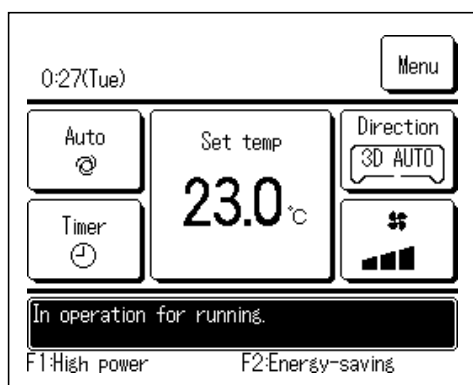 0:27(Tue)
Menu
Auto
Set temp
Direction
3D AUTO
23.0 °C
Timer
In operation for running.
F1:High power
F2:Energy-saving